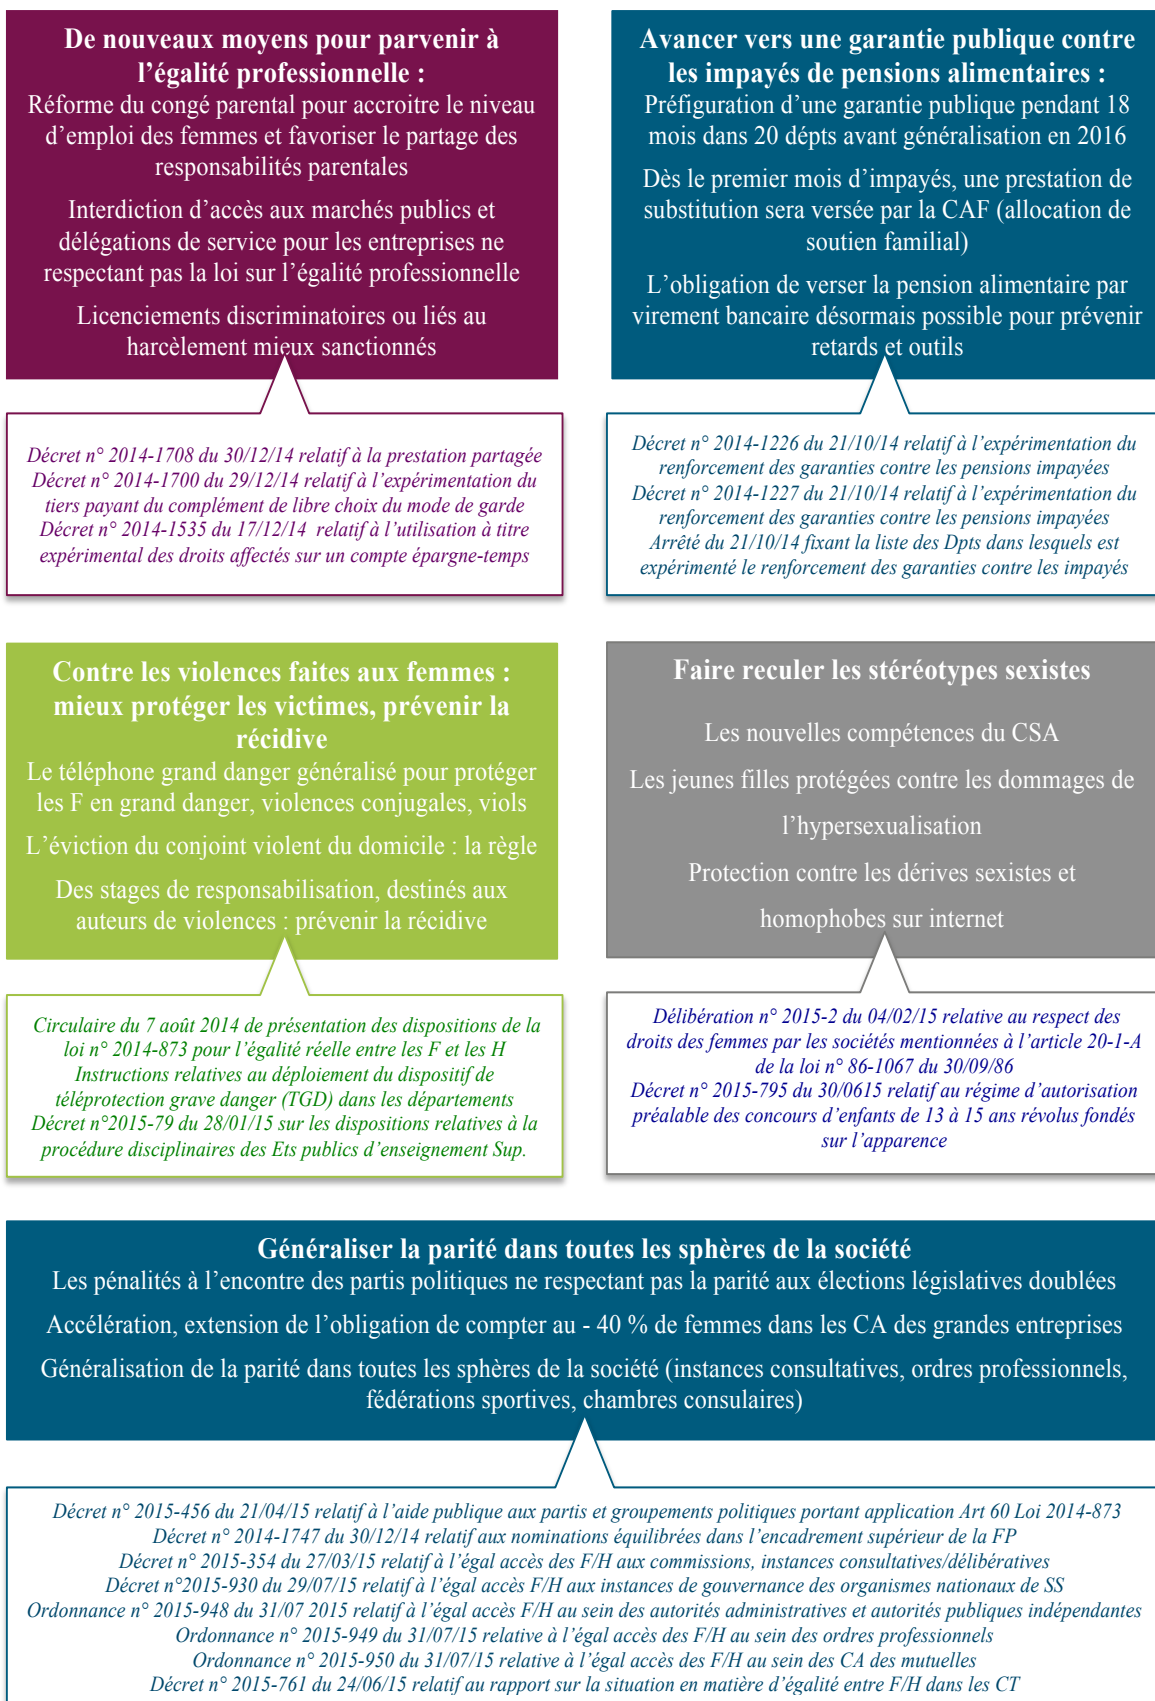 De nouveaux moyens pour parvenir à
l’égalité professionnelle :
Réforme du congé parental pour accroitre le niveau
d’emploi des femmes et favoriser le partage des
responsabilités parentales
Interdiction d’accès aux marchés publics et
délégations de service pour les entreprises ne
respectant pas la loi sur l’égalité professionnelle
Licenciements discriminatoires ou liés au
harcèlement mieux sanctionnés
Décret n° 2014-1708 du 30/12/14 relatif à la prestation partagée
Décret n° 2014-1700 du 29/12/14 relatif à l’expérimentation du
tiers payant du complément de libre choix du mode de garde
Décret n° 2014-1535 du 17/12/14 relatif à l’utilisation à titre
expérimental des droits affectés sur un compte épargne-temps
Avancer vers une garantie publique contre
les impayés de pensions alimentaires :
Préfiguration d’une garantie publique pendant 18
mois dans 20 dépts avant généralisation en 2016
Dès le premier mois d’impayés, une prestation de
substitution sera versée par la CAF (allocation de
soutien familial)
L’obligation de verser la pension alimentaire par
virement bancaire désormais possible pour prévenir
retards et outils
Décret n° 2014-1226 du 21/10/14 relatif à l’expérimentation du
renforcement des garanties contre les pensions impayées
Décret n° 2014-1227 du 21/10/14 relatif à l’expérimentation du
renforcement des garanties contre les pensions impayées
Arrêté du 21/10/14 fixant la liste des Dpts dans lesquels est
expérimenté le renforcement des garanties contre les impayés
Contre les violences faites aux femmes :
mieux protéger les victimes, prévenir la
récidive
Le téléphone grand danger généralisé pour protéger
les F en grand danger, violences conjugales, viols
L’éviction du conjoint violent du domicile : la règle
Des stages de responsabilisation, destinés aux
auteurs de violences : prévenir la récidive
Circulaire du 7 août 2014 de présentation des dispositions de la
loi n° 2014-873 pour l’égalité réelle entre les F et les H
Instructions relatives au déploiement du dispositif de
téléprotection grave danger (TGD) dans les départements
Décret n°2015-79 du 28/01/15 sur les dispositions relatives à la
procédure disciplinaires des Ets publics d’enseignement Sup.
Faire reculer les stéréotypes sexistes
Les nouvelles compétences du CSA
Les jeunes filles protégées contre les dommages de
l’hypersexualisation
Protection contre les dérives sexistes et
homophobes sur internet
Délibération n° 2015-2 du 04/02/15 relative au respect des
droits des femmes par les sociétés mentionnées à l’article 20-1-A
de la loi n° 86-1067 du 30/09/86
Décret n° 2015-795 du 30/0615 relatif au régime d’autorisation
préalable des concours d’enfants de 13 à 15 ans révolus fondés
sur l’apparence
Généraliser la parité dans toutes les sphères de la société
Les pénalités à l’encontre des partis politiques ne respectant pas la parité aux élections législatives doublées
Accélération, extension de l’obligation de compter au - 40 % de femmes dans les CA des grandes entreprises
Généralisation de la parité dans toutes les sphères de la société (instances consultatives, ordres professionnels,
fédérations sportives, chambres consulaires)
Décret n° 2015-456 du 21/04/15 relatif à l’aide publique aux partis et groupements politiques portant application Art 60 Loi 2014-873
Décret n° 2014-1747 du 30/12/14 relatif aux nominations équilibrées dans l’encadrement supérieur de la FP
Décret n° 2015-354 du 27/03/15 relatif à l’égal accès des F/H aux commissions, instances consultatives/délibératives
Décret n°2015-930 du 29/07/15 relatif à l’égal accès F/H aux instances de gouvernance des organismes nationaux de SS
Ordonnance n° 2015-948 du 31/07 2015 relatif à l’égal accès F/H au sein des autorités administratives et autorités publiques indépendantes
Ordonnance n° 2015-949 du 31/07/15 relative à l’égal accès des F/H au sein des ordres professionnels
Ordonnance n° 2015-950 du 31/07/15 relative à l’égal accès des F/H au sein des CA des mutuelles
Décret n° 2015-761 du 24/06/15 relatif au rapport sur la situation en matière d’égalité entre F/H dans les CT